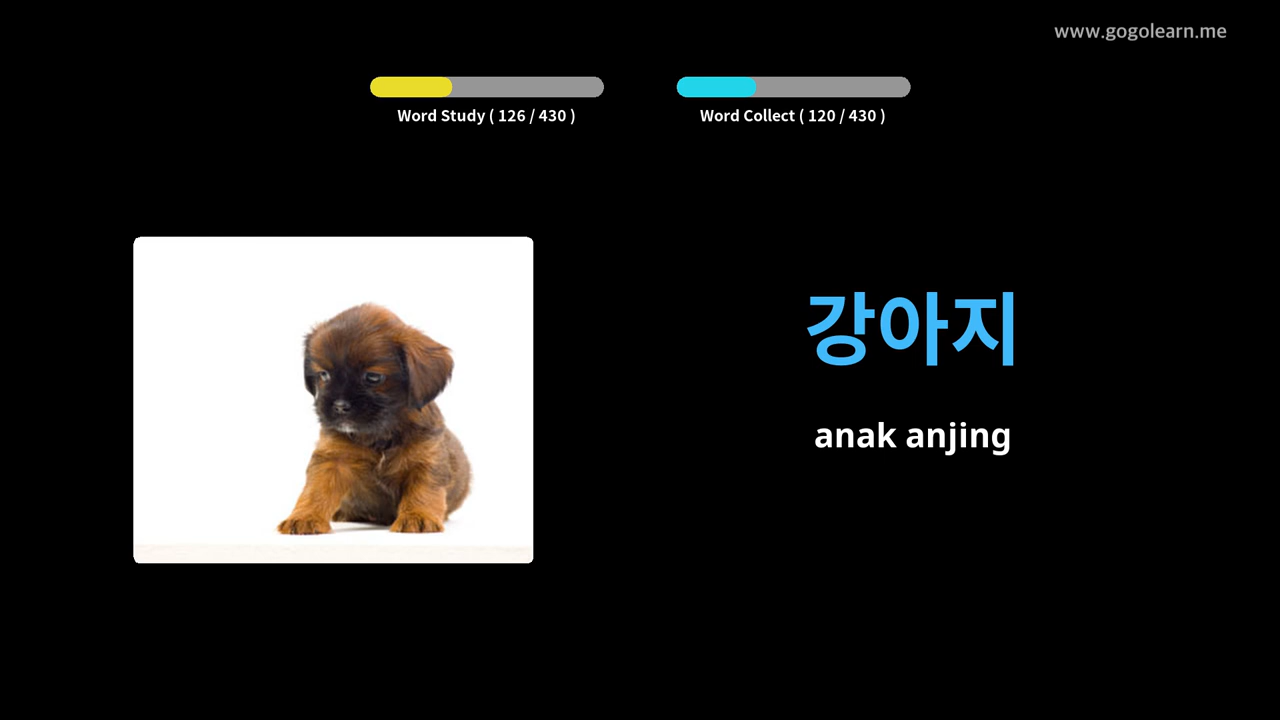 www.gogolearn.me
Word Study ( 126 / 430 )
Word Collect ( 120 / 430 )
강아지
anak anjing